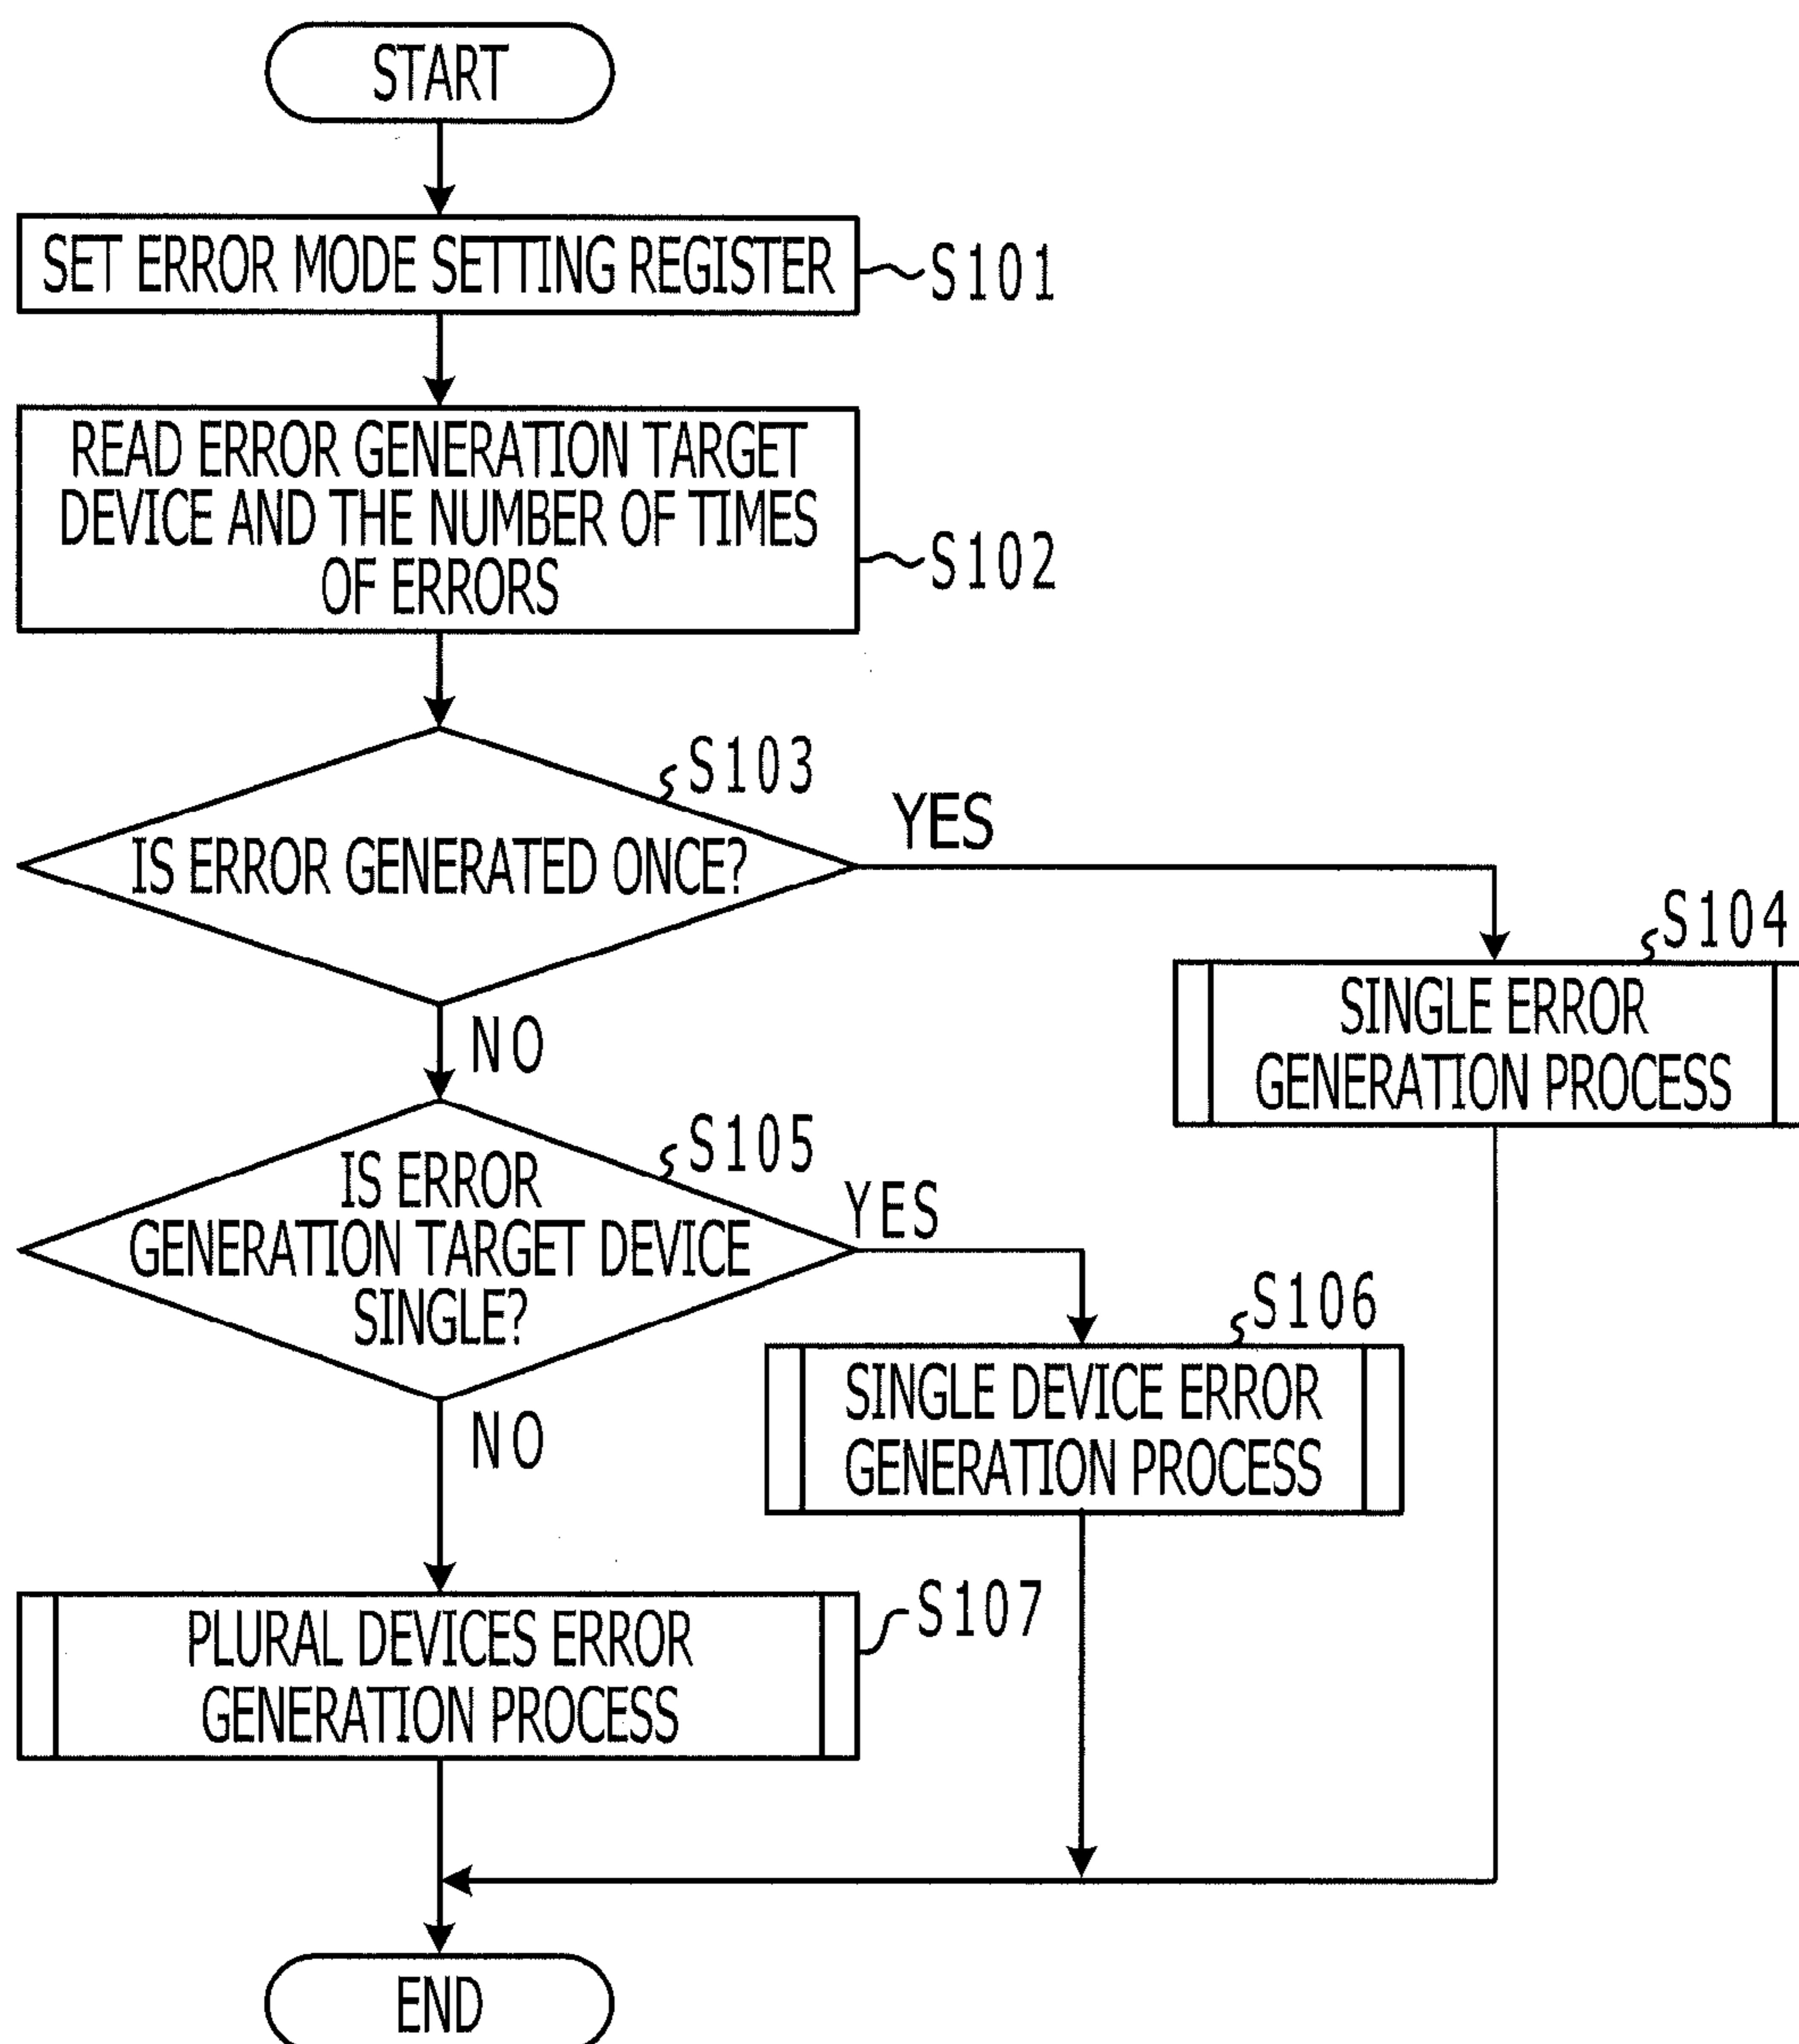 START
SET ERROR MODE SETTING REGISTER
S101
READ ERROR GENERATION TARGET
DEVICE AND THE NUMBER OF TIMES
OF ERRORS
S102
S103
IS ERROR GENERATED ONCE?
YES
NO
S104
SINGLE ERROR
GENERATION PROCESS
S105
IS ERROR
GENERATION TARGET DEVICE
SINGLE?
YES
NO
S106
SINGLE DEVICE ERROR
GENERATION PROCESS
S107
PLURAL DEVICES ERROR
GENERATION PROCESS
END